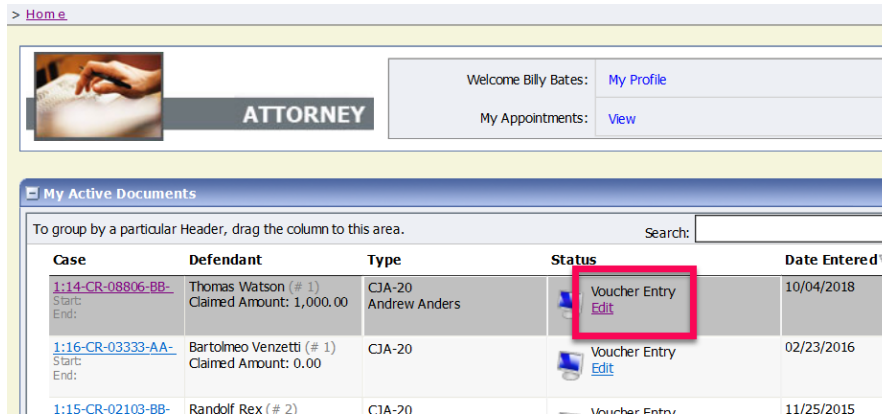 > Home
ATTORNEY
Welcome Billy Bates: My Profile
My Appointments: View
My Active Documents
To group by a particular Header, drag the column to this area. Search:
Case Defendant Type Status Date Entered
1:14-CR-08806-BB- Thomas Watson (# 1) CJA-20 Voucher Entry 10/04/2018
Start: Claimed Amount: 1,000.00 Andrew Anders Edit
End:
1:16-CR-03333-AA- Bartolmeo Venzetti (# 1) CJA-20 Voucher Entry 02/23/2016
Start: Claimed Amount: 0.00 Edit
End:
1:15-CR-02103-BB- Randolf Rex (# 2) CJA-20 Voucher Entry 11/25/2015